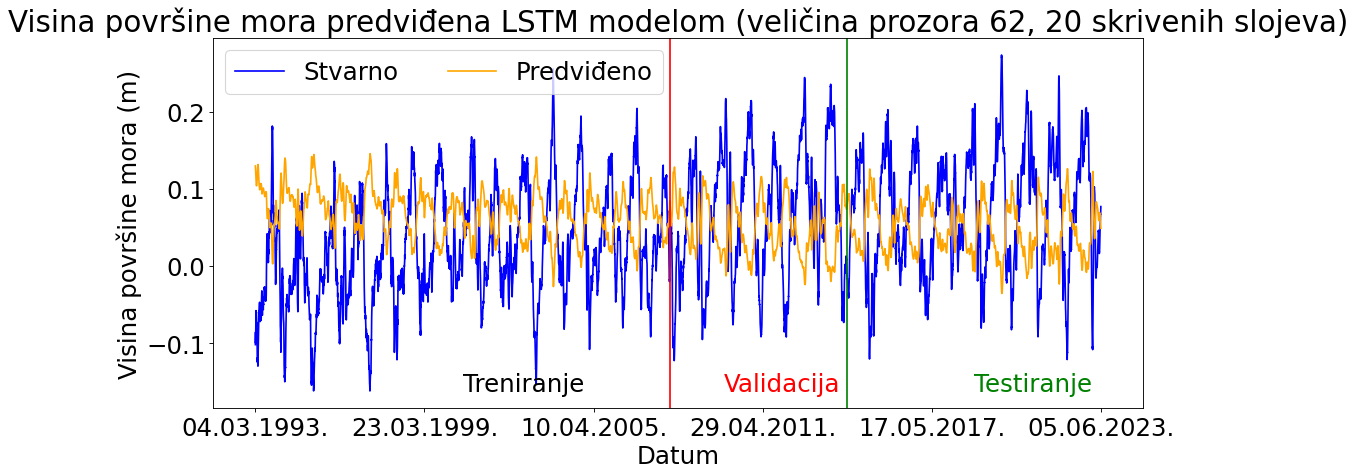 Visina površine mora predviđena LSTM modelom (veličina prozora 62, 20 skrivenih slojeva)
Stvarno
Predviđeno
Visina površine mora (m)
0.2
0.1
0.0
−0.1
Treniranje
Validacija
Testiranje
04.03.1993.
23.03.1999.
10.04.2005.
29.04.2011.
17.05.2017.
05.06.2023.
Datum